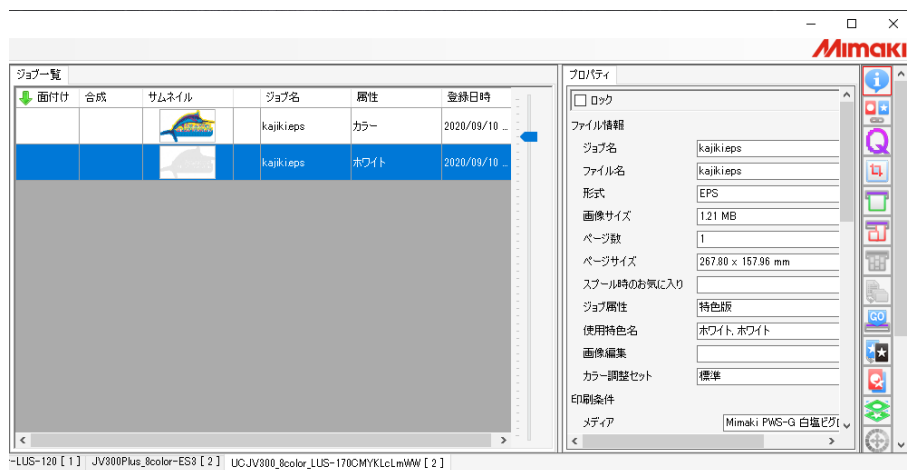 Mimaki
ジョブ一覧
面付け 合成 サムネイル ジョブ名 属性 登録日時
kajiki.eps カラー 2020/09/10 ...
kajiki.eps ホワイト 2020/09/10 ...
プロパティ
ロック
ファイル情報
ジョブ名 kajiki.eps
ファイル名 kajiki.eps
形式 EPS
画像サイズ 1.21 MB
ページ数 1
ページサイズ 267.80 x 157.96 mm
スプール時のお気に入り
ジョブ属性 特色版
使用特色名 ホワイト, ホワイト
画像編集
カラー調整セット 標準
印刷条件
メディア Mimaki PWS-G 白塩ビグ
Q
GO
-LUS-120 [ 1 ] JV300Plus_8color-ES3 [ 2 ] UCJV300_8color_LUS-170CMYKLcLmWW [ 2 ]